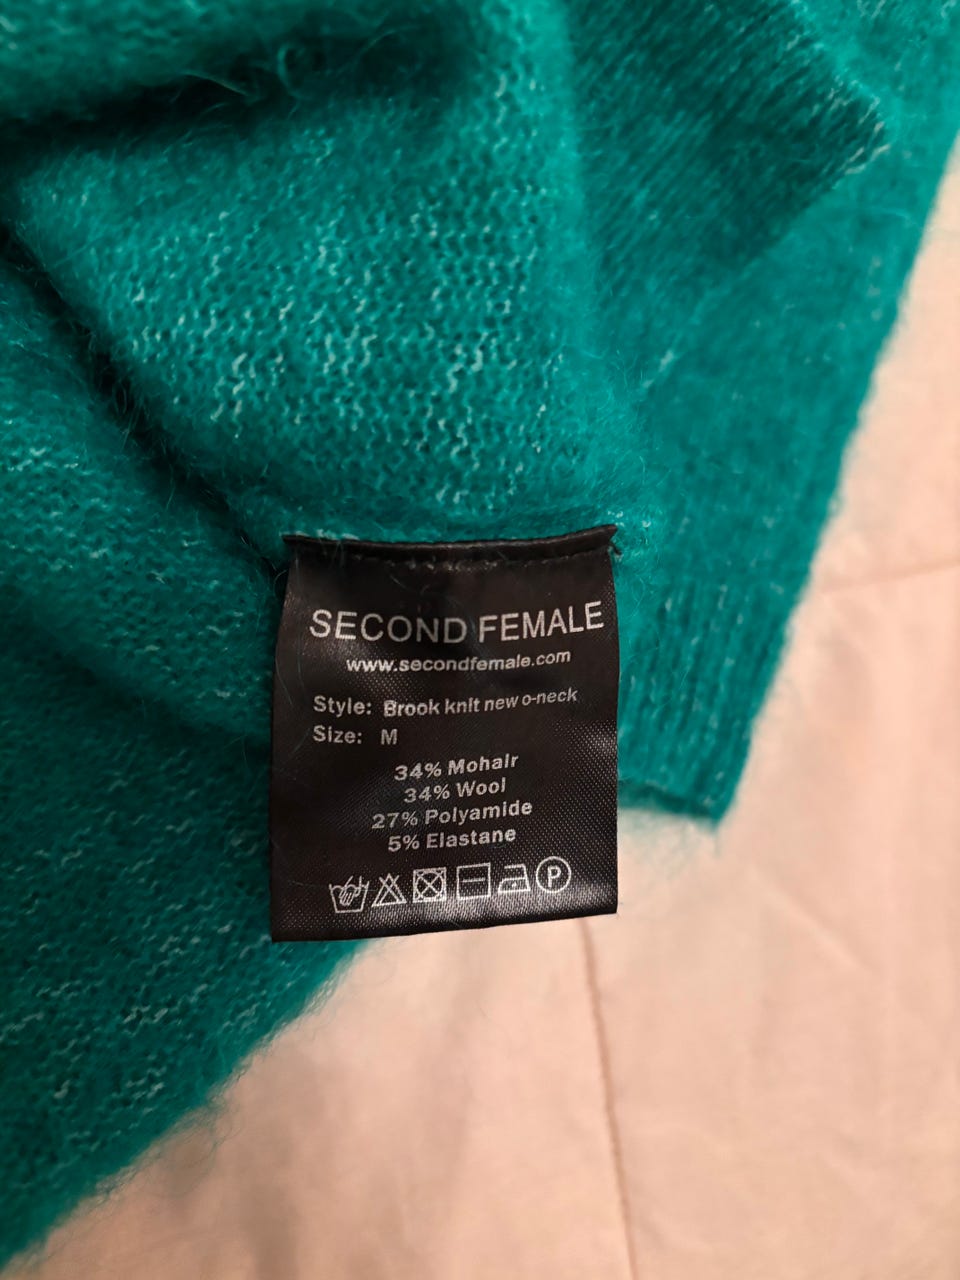 SECOND FEMALE
www.secondfemale.com
Style: Brook knit new o-neck
Size: M
34% Mohair
34% Wool
27% Polyamide
5% Elastane
P